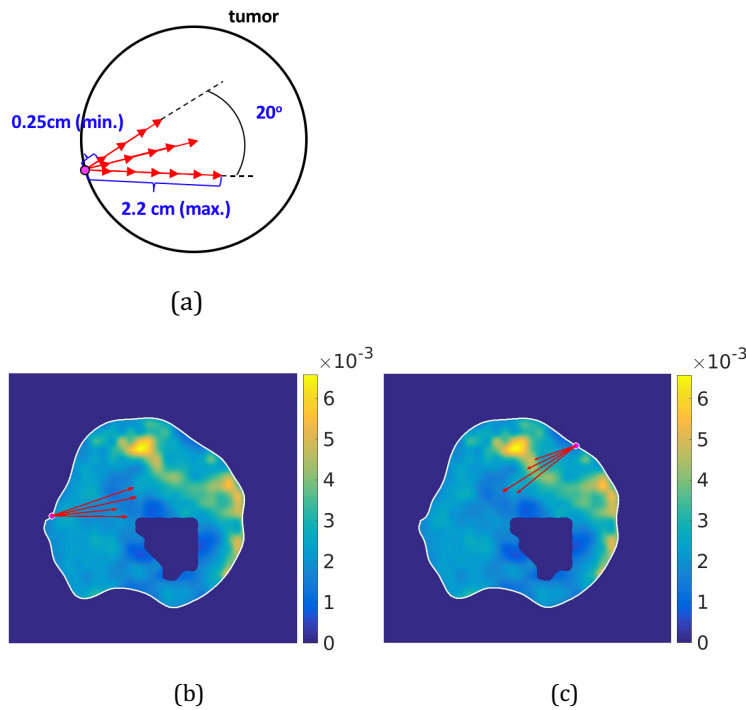 tumor
0.25cm (min.)
20°
2.2 cm (max.)
(a)
×10⁻³ ×10⁻³
6 6
5 5
4 4
3 3
2 2
1 1
0 0
(b) (c)